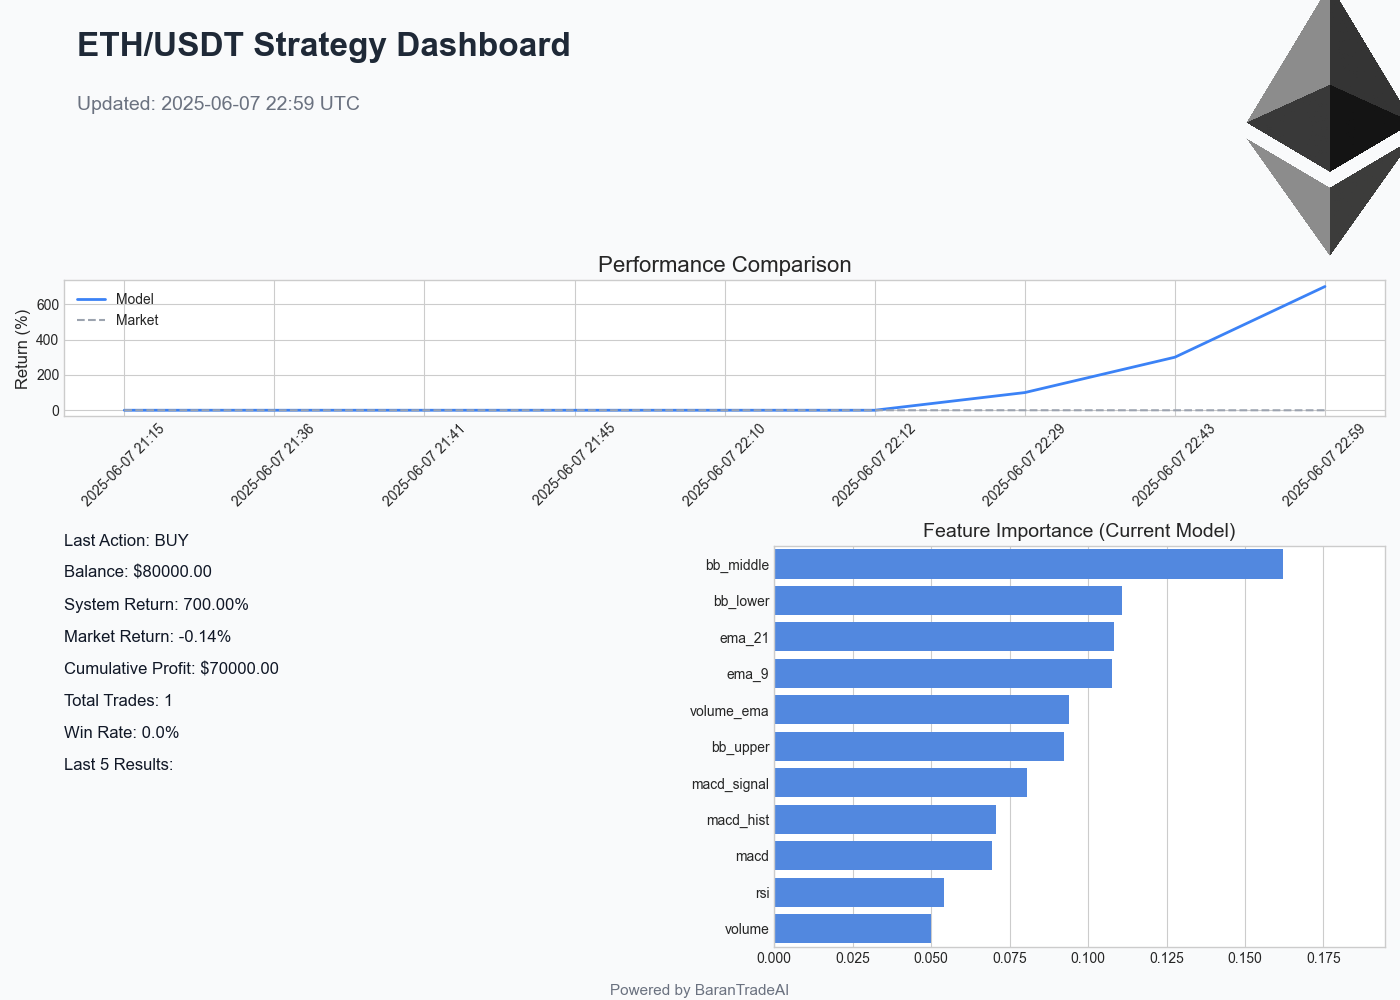 ETH/USDT Strategy Dashboard
Updated: 2025-06-07 22:59 UTC
Performance Comparison
Model
Market
Return (%)
600
400
200
0
2025-06-07 21:15
2025-06-07 21:36
2025-06-07 21:41
2025-06-07 21:45
2025-06-07 22:10
2025-06-07 22:12
2025-06-07 22:29
2025-06-07 22:43
2025-06-07 22:59
Last Action: BUY
Balance: $80000.00
System Return: 700.00%
Market Return: -0.14%
Cumulative Profit: $70000.00
Total Trades: 1
Win Rate: 0.0%
Last 5 Results:
Feature Importance (Current Model)
bb_middle
bb_lower
ema_21
ema_9
volume_ema
bb_upper
macd_signal
macd_hist
macd
rsi
volume
0.000 0.025 0.050 0.075 0.100 0.125 0.150 0.175
Powered by BaranTradeAI